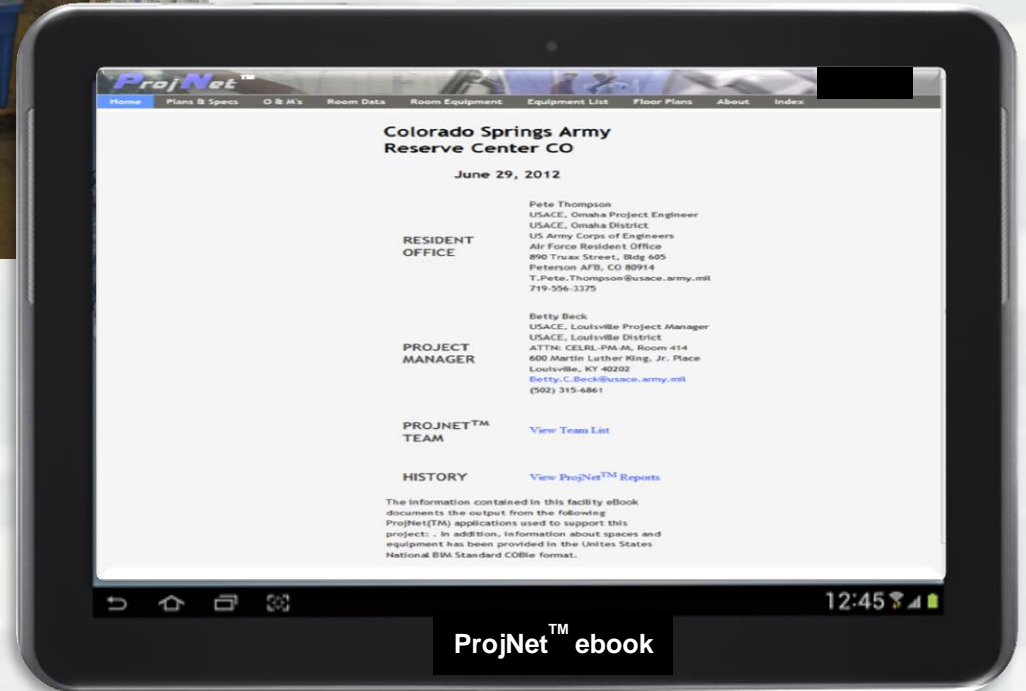 ProjNet™
Home Plans & Specs O & M's Room Data Room Equipment Equipment List Floor Plans About Index
Colorado Springs Army
Reserve Center CO
June 29, 2012
RESIDENT
OFFICE
Pete Thompson
USACE, Omaha Project Engineer
USACE, Omaha District
US Army Corps of Engineers
Air Force Resident Office
890 Truax Street, Bldg 605
Peterson AFB, CO 80914
T.Pete.Thompson@usace.army.mil
719-556-3375
PROJECT
MANAGER
Betty Beck
USACE, Louisville Project Manager
USACE, Louisville District
ATTN: CELRL-PM-M, Room 414
600 Martin Luther King, Jr. Place
Louisville, KY 40202
Betty.C.Beck@usace.army.mil
(502) 315-6861
PROJNET™
TEAM
View Team List
HISTORY
View ProjNet™ Reports
The information contained in this facility eBook
documents the output from the following
ProjNet(TM) applications used to support this
project: . In addition, information about spaces and
equipment has been provided in the Unites States
National BIM Standard COBie format.
12:45
ProjNet™ ebook